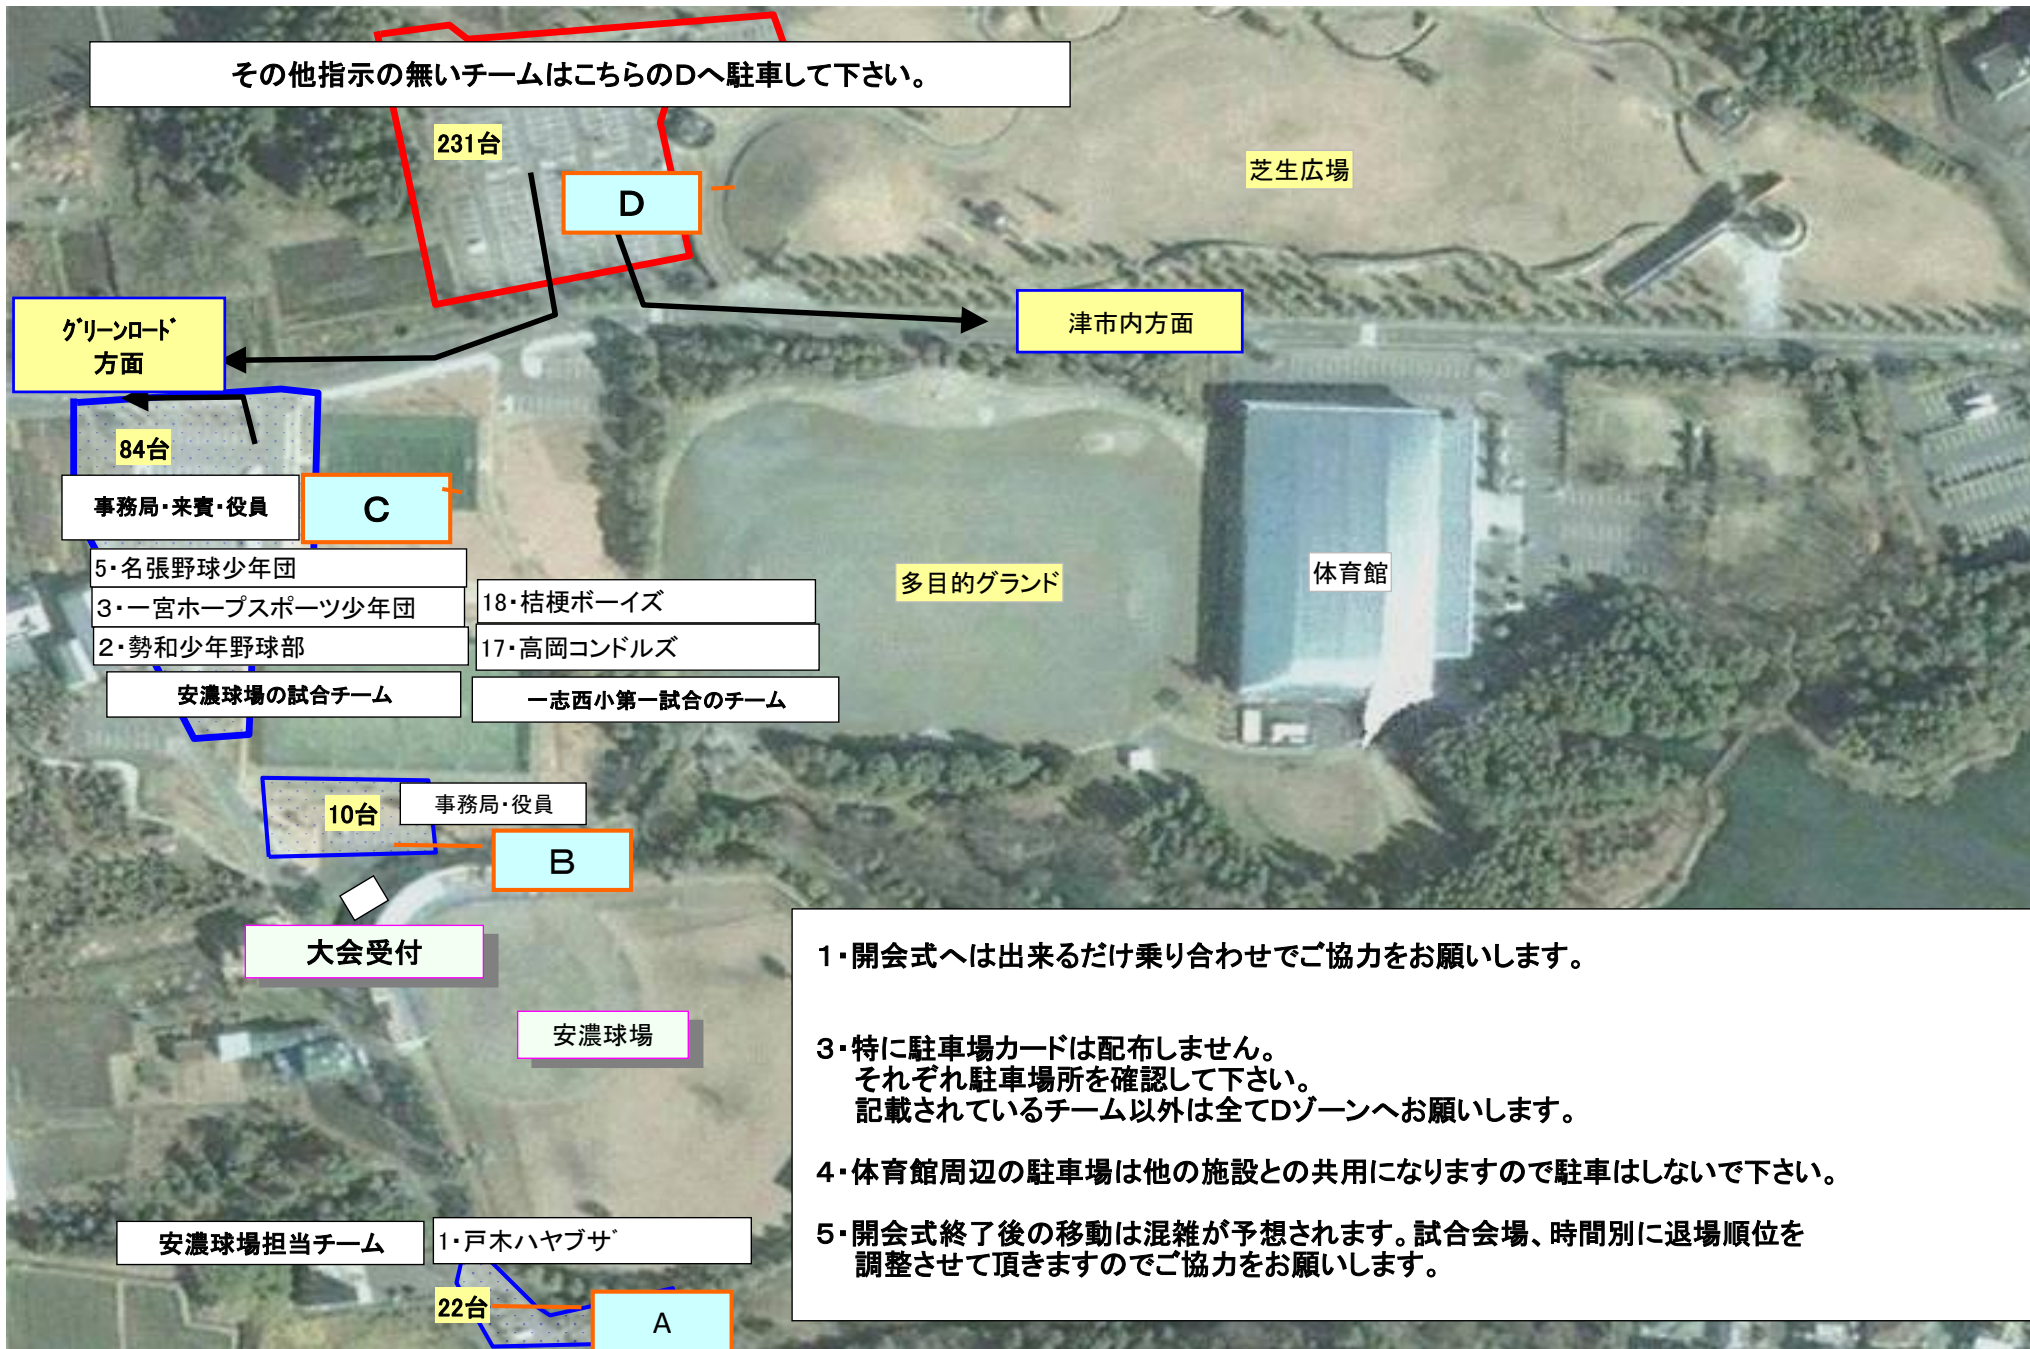 その他指示の無いチームはこちらのDへ駐車して下さい。
231台
D
芝生広場
グリーンロード
方面
津市内方面
84台
事務局・来賓・役員
C
5・名張野球少年団
3・一宮ホープスポーツ少年団
2・勢和少年野球部
安濃球場の試合チーム
18・桔梗ボーイズ
17・高岡コンドルズ
一志西小第一試合のチーム
多目的グランド
体育館
10台
事務局・役員
B
大会受付
安濃球場
1・開会式へは出来るだけ乗り合わせでご協力をお願いします。
3・特に駐車場カードは配布しません。
それぞれ駐車場所を確認して下さい。
記載されているチーム以外は全てDゾーンへお願いします。
4・体育館周辺の駐車場は他の施設との共用になりますので駐車はしないで下さい。
5・開会式終了後の移動は混雑が予想されます。試合会場、時間別に退場順位を
調整させて頂きますのでご協力をお願いします。
安濃球場担当チーム
1・戸木ハヤブサﾞ
22台
A